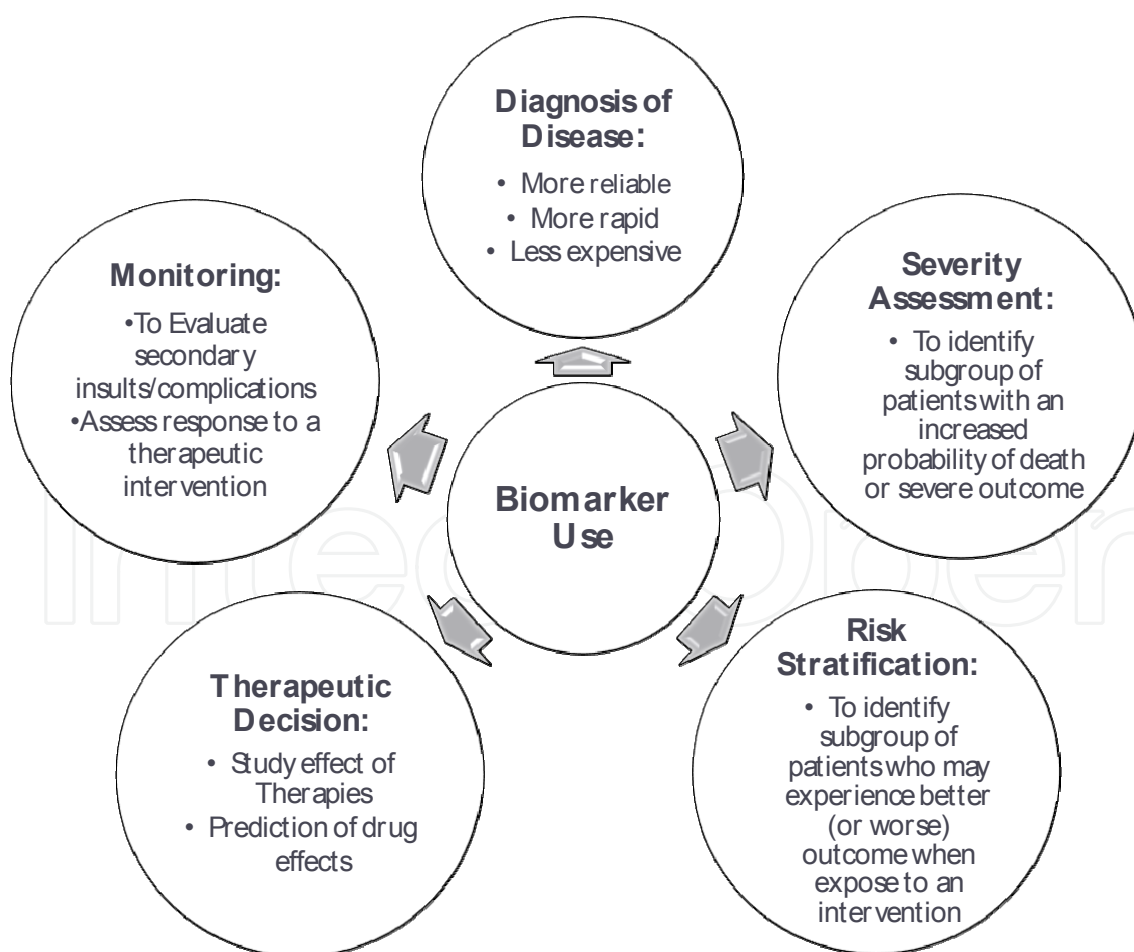 Diagnosis of
Disease:
• More reliable
• More rapid
• Less expensive
Monitoring:
•To Evaluate
secondary
insults/complications
•Assess response to a
therapeutic
intervention
Severity
Assessment:
• To identify
subgroup of
patients with an
increased
probability of death
or severe outcome
Biomarker
Use
Therapeutic
Decision:
• Study effect of
Therapies
• Prediction of drug
effects
Risk
Stratification:
• To identify
subgroup of
patients who may
experience better
(or worse)
outcome when
expose to an
intervention